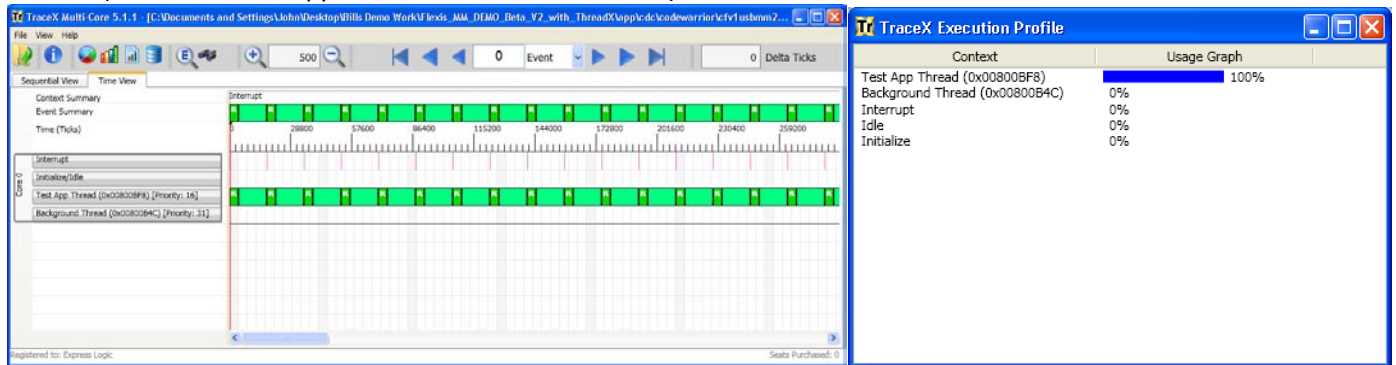 TraceX Multi-Core 5.1.1 - [C:\Documents and Settings\John\Desktop\Bills Demo Work\Flexis_MM_DEMO_Beta_V2_with_ThreadX\app\cdc\codewarrior\cfv1usbmm2...
File View Help
500
0
Event
0 Delta Ticks
Sequential View
Time View
Context Summary
Interrupt
Event Summary
Time (Ticks)
0 28800 57600 86400 115200 144000 172800 201600 230400 259200
Core 0
Interrupt
Initialize/Idle
Test App Thread (0x00800BF8) [Priority: 16]
Background Thread (0x00800B4C) [Priority: 31]
Registered to: Express Logic
Seats Purchased: 0
TraceX Execution Profile
Context Usage Graph
Test App Thread (0x00800BF8) 100%
Background Thread (0x00800B4C) 0%
Interrupt 0%
Idle 0%
Initialize 0%